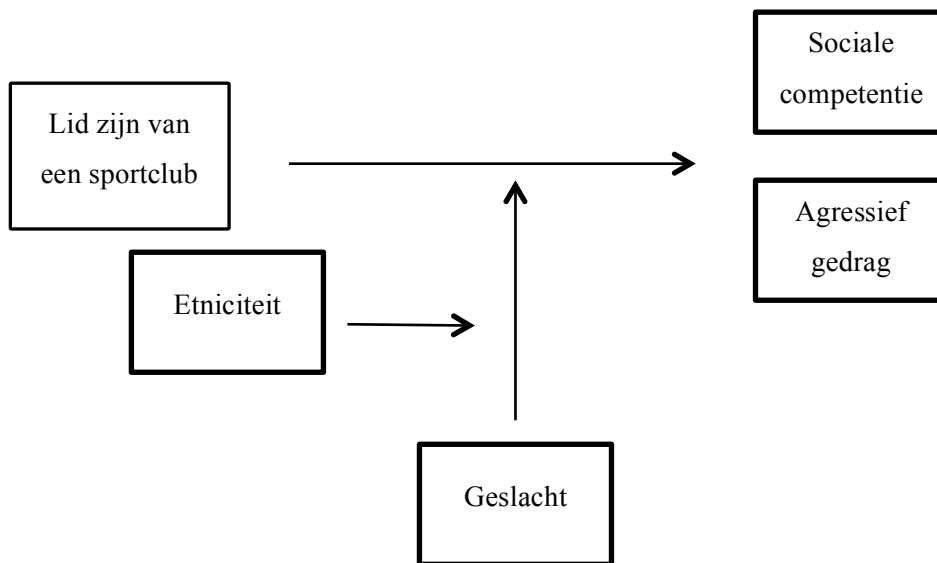 Sociale
competentie
Lid zijn van
een sportclub
Agressief
gedrag
Etniciteit
Geslacht